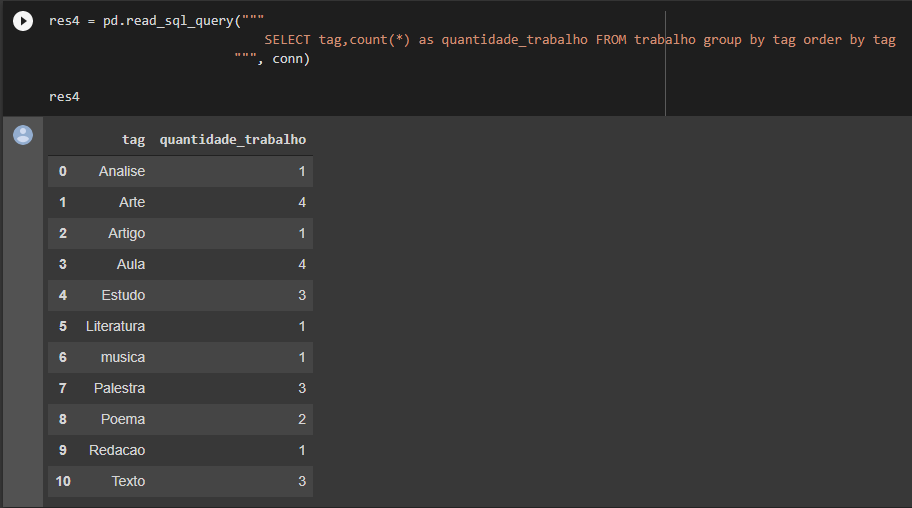 res4 = pd.read_sql_query("""
SELECT tag,count(*) as quantidade_trabalho FROM trabalho group by tag order by tag
""", conn)
res4
tag quantidade_trabalho
0 Analise 1
1 Arte 4
2 Artigo 1
3 Aula 4
4 Estudo 3
5 Literatura 1
6 musica 1
7 Palestra 3
8 Poema 2
9 Redacao 1
10 Texto 3